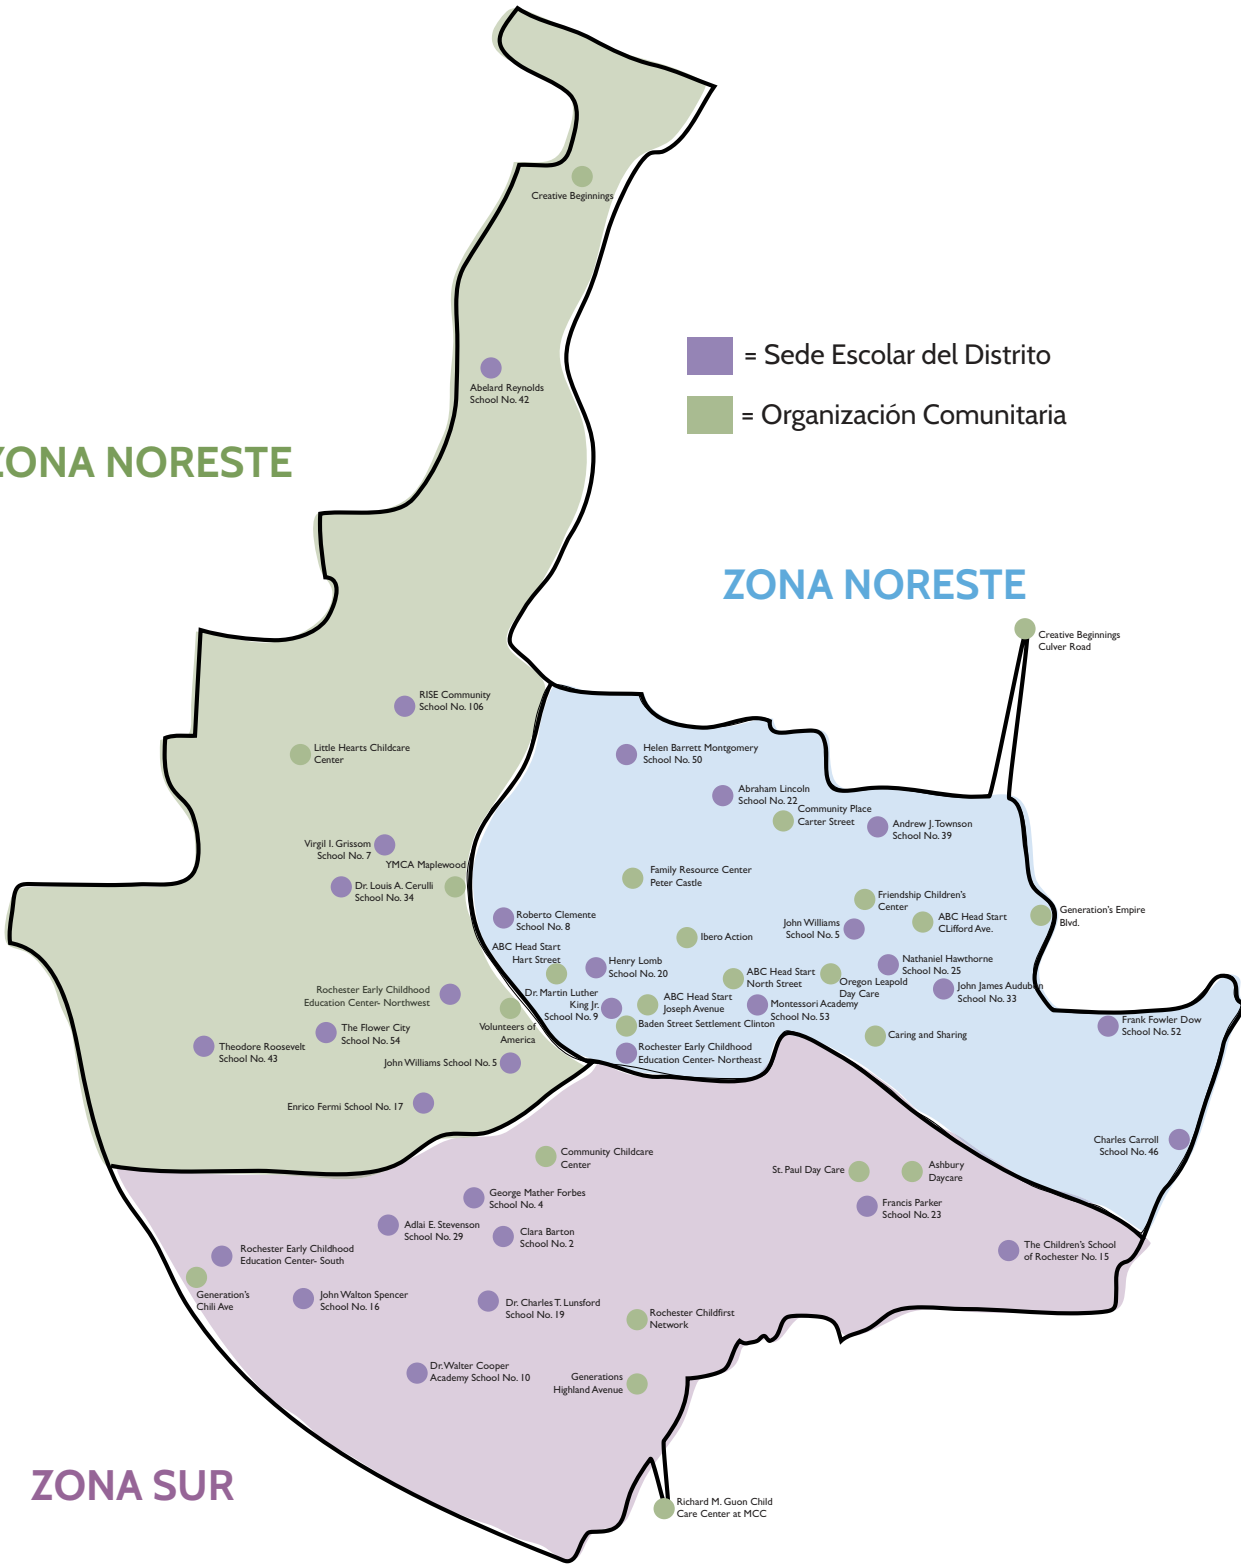 Creative Beginnings
= Sede Escolar del Distrito
Abelard Reynolds
School No. 42
= Organización Comunitaria
ZONA NORESTE
ZONA NORESTE
Creative Beginnings
Culver Road
RISE Community
School No. 106
Little Hearts Childcare
Center
Helen Barrett Montgomery
School No. 50
Abraham Lincoln
School No. 22
Community Place
Carter Street
Andrew J. Townson
School No. 39
Virgil I. Grissom
School No. 7
YMCA Maplewood
Dr. Louis A. Cerulli
School No. 34
Family Resource Center
Peter Castle
Friendship Children's
Center
Roberto Clemente
School No. 8
John Williams
School No. 5
ABC Head Start
CLifford Ave.
Generation's Empire
Blvd.
Ibero Action
ABC Head Start
Hart Street
Henry Lomb
School No. 20
Nathaniel Hawthorne
School No. 25
ABC Head Start
North Street
Oregon Leapold
Day Care
John James Audubon
School No. 33
Rochester Early Childhood
Education Center- Northwest
Dr. Martin Luther
King Jr.
School No. 9
ABC Head Start
Joseph Avenue
Montessori Academy
School No. 53
Volunteers of
America
Baden Street Settlement Clinton
Frank Fowler Dow
School No. 52
The Flower City
School No. 54
Caring and Sharing
Theodore Roosevelt
School No. 43
Rochester Early Childhood
Education Center- Northeast
John Williams School No. 5
Enrico Fermi School No. 17
Charles Carroll
School No. 46
Community Childcare
Center
St. Paul Day Care
Ashbury
Daycare
George Mather Forbes
School No. 4
Francis Parker
School No. 23
Adlai E. Stevenson
School No. 29
Clara Barton
School No. 2
The Children's School
of Rochester No. 15
Rochester Early Childhood
Education Center- South
Generation's
Chili Ave
John Walton Spencer
School No. 16
Dr. Charles T. Lunsford
School No. 19
Rochester Childfirst
Network
Dr. Walter Cooper
Academy School No. 10
Generations
Highland Avenue
ZONA SUR
Richard M. Guon Child
Care Center at MCC